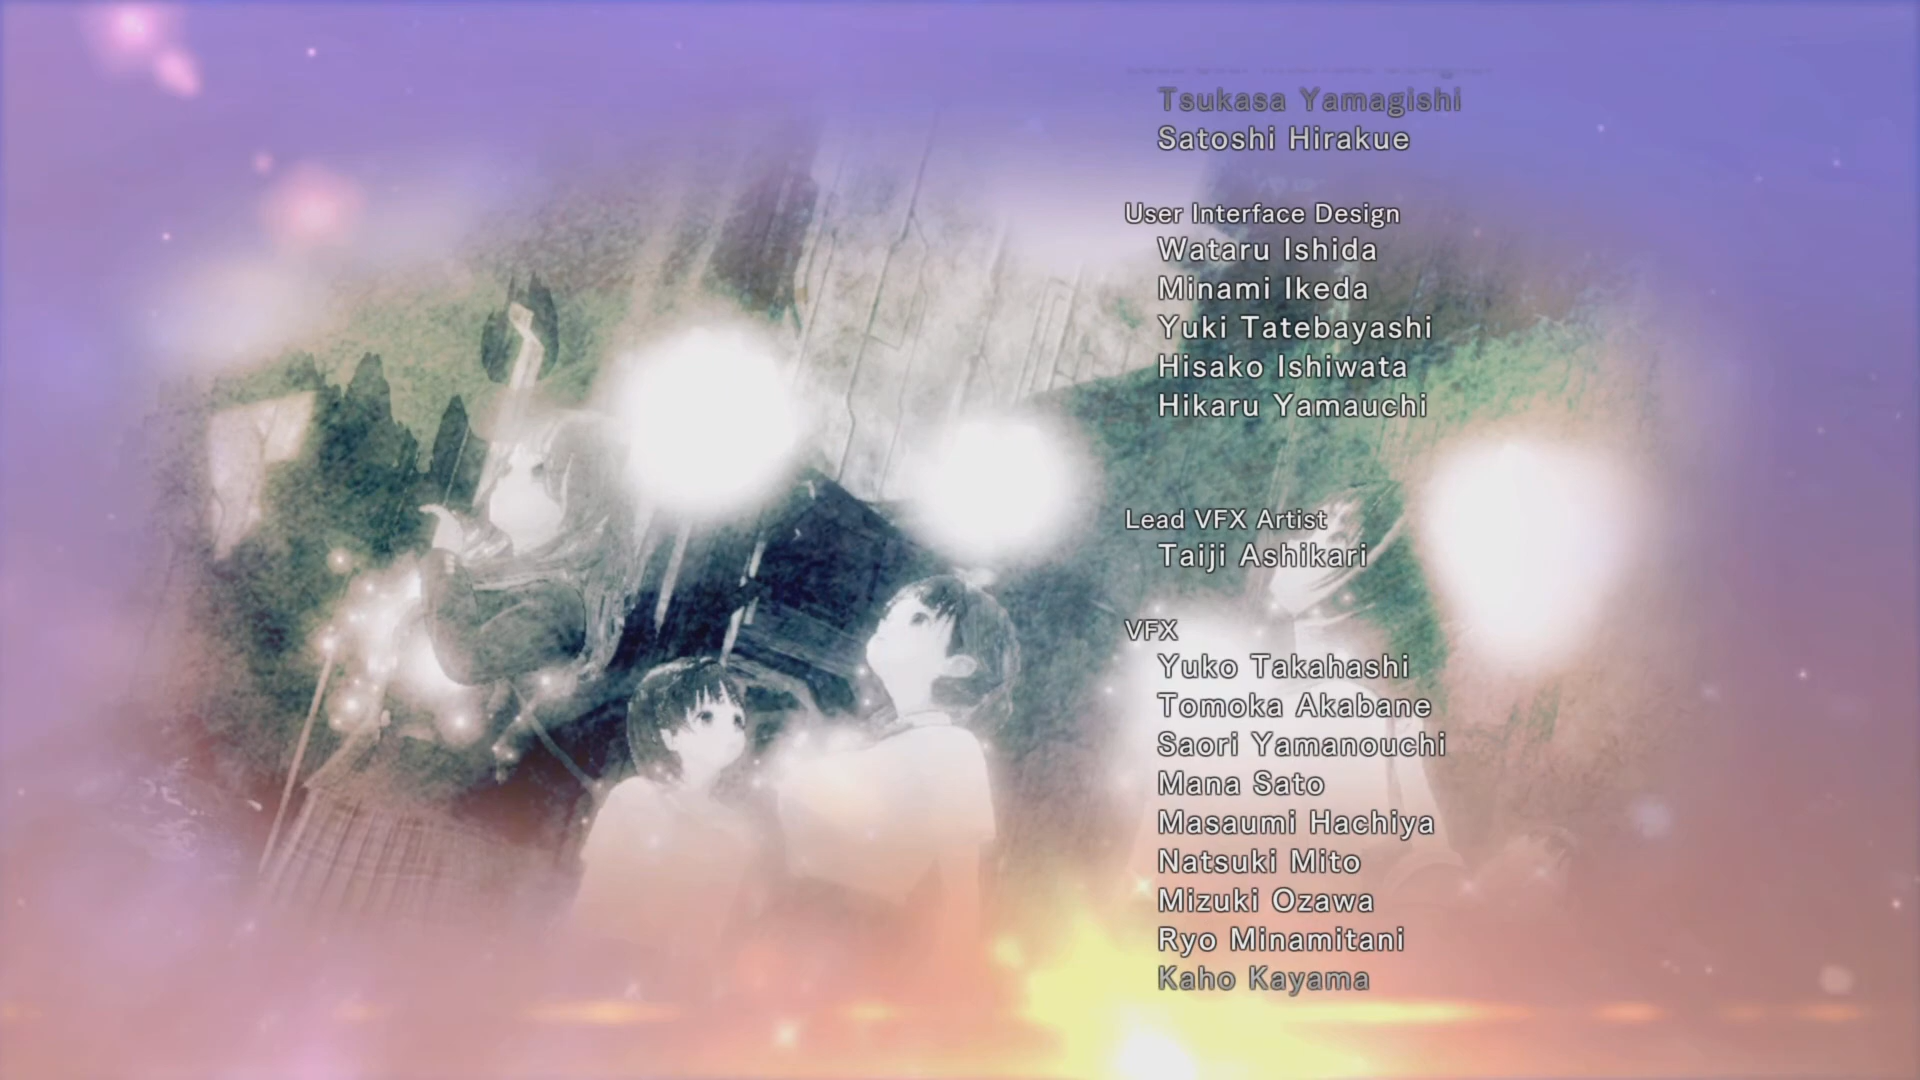 Tsukasa Yamagishi
Satoshi Hirakue
User Interface Design
Wataru Ishida
Minami Ikeda
Yuki Tatebayashi
Hisako Ishiwata
Hikaru Yamauchi
Lead VFX Artist
Taiji Ashikari
VFX
Yuko Takahashi
Tomoka Akabane
Saori Yamanouchi
Mana Sato
Masaumi Hachiya
Natsuki Mito
Mizuki Ozawa
Ryo Minamitani
Kaho Kayama